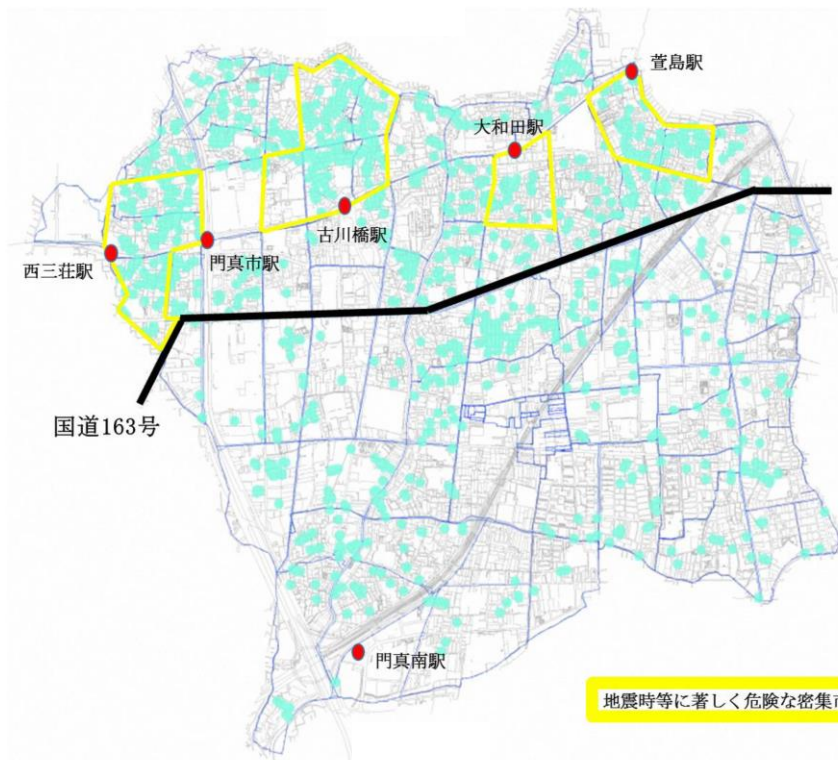 萱島駅
大和田駅
古川橋駅
門真市駅
西三荘駅
国道163号
門真南駅
地震時等に著しく危険な密集市